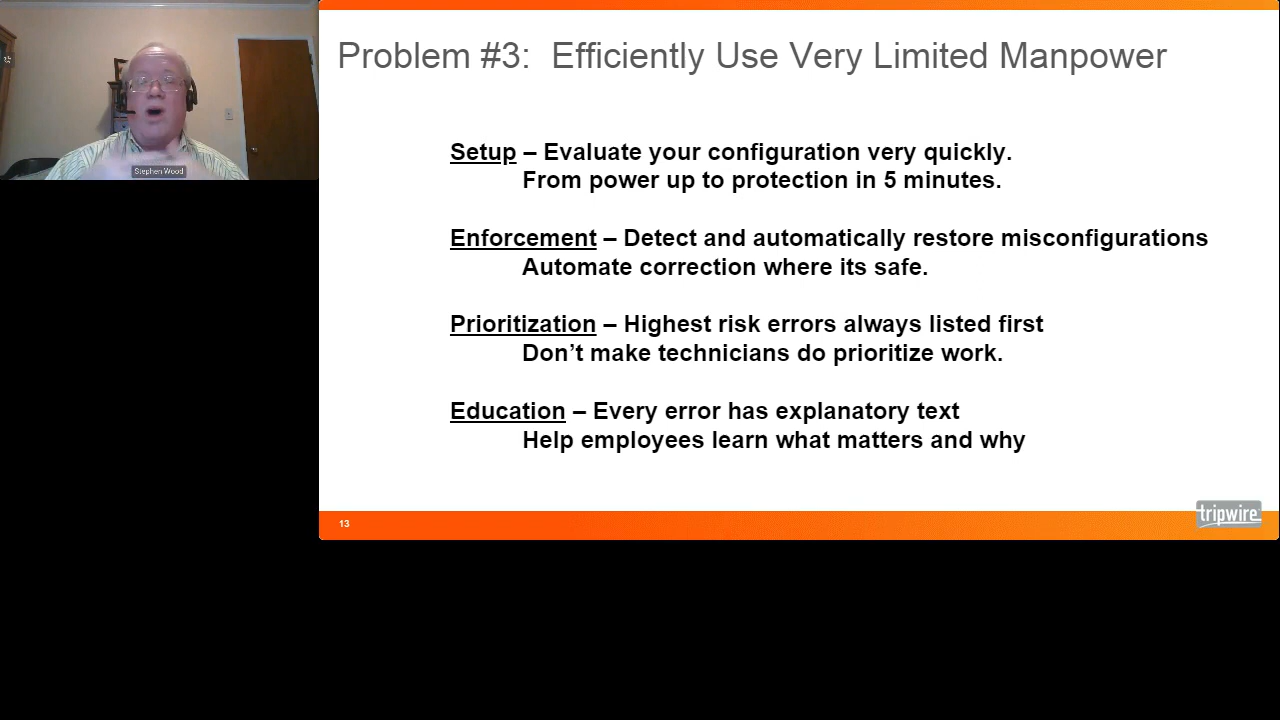 Stephen Wood
Problem #3: Efficiently Use Very Limited Manpower
Setup – Evaluate your configuration very quickly.
From power up to protection in 5 minutes.
Enforcement – Detect and automatically restore misconfigurations
Automate correction where its safe.
Prioritization – Highest risk errors always listed first
Don’t make technicians do prioritize work.
Education – Every error has explanatory text
Help employees learn what matters and why
13
tripwire